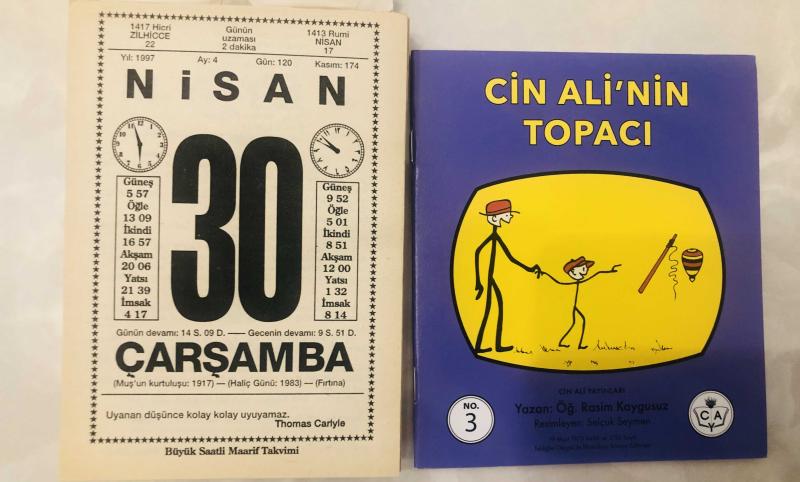 1417 Hicri
ZİLHİCCE
22
Günün
uzaması
2 dakika
1413 Rumi
NİSAN
17
Yıl: 1997 Ay: 4 Gün: 120 Kasım: 174
NİSAN
30
Güneş
5 57
Öğle
13 09
İkindi
16 57
Akşam
20 06
Yatsı
21 39
İmsak
4 17
Güneş
9 52
Öğle
5 01
İkindi
8 51
Akşam
12 00
Yatsı
1 32
İmsak
8 14
Günün devamı: 14 S. 09 D. — Gecenin devamı: 9 S. 51 D.
ÇARŞAMBA
(Muş'un kurtuluşu: 1917) — (Haliç Günü: 1983) — (Fırtına)
Uyanan düşünce kolay kolay uyuyamaz.
Thomas Carlyle
Büyük Saatli Maarif Takvimi
CİN ALİ'NİN
TOPACI
CİN ALİ YAYINLARI
NO.
3
Yazan: Öğ. Rasim Kaygusuz
Resimleyen: Selçuk Seymen
C A
Y